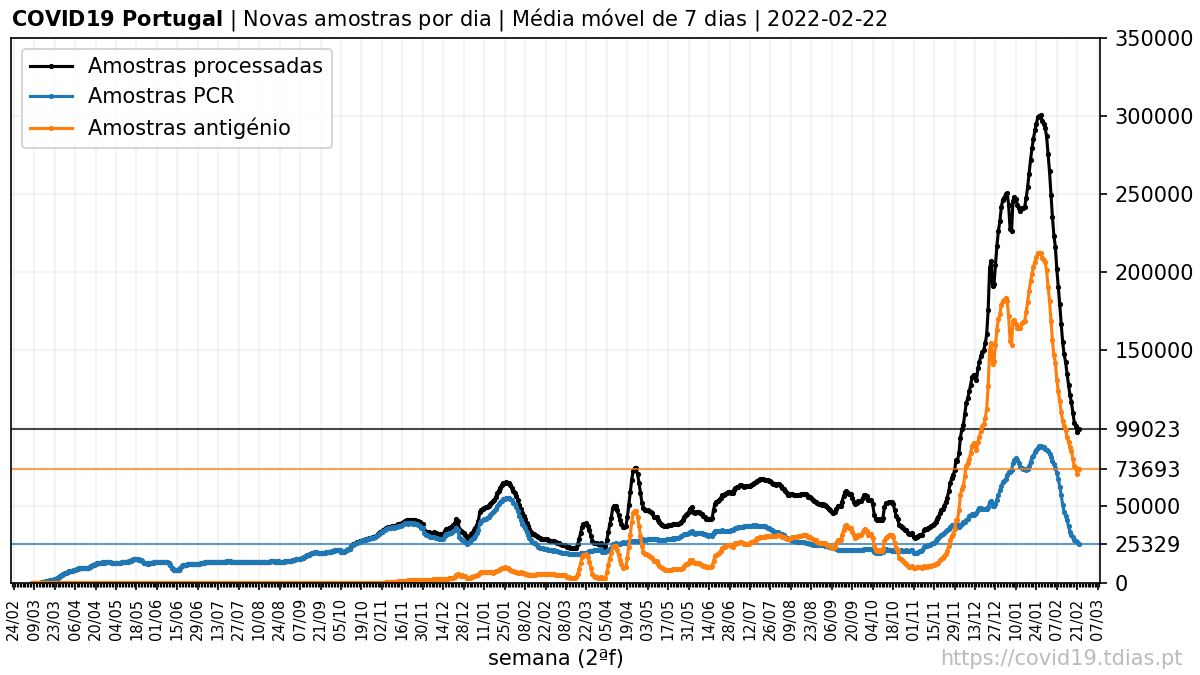 COVID19 Portugal | Novas amostras por dia | Média móvel de 7 dias | 2022-02-22
Amostras processadas
Amostras PCR
Amostras antigénio
350000
300000
250000
200000
150000
99023
73693
50000
25329
0
24/02 09/03 23/03 06/04 20/04 04/05 18/05 01/06 15/06 29/06 13/07 27/07 10/08 24/08 07/09 21/09 05/10 19/10 02/11 16/11 30/11 14/12 28/12 11/01 25/01 08/02 22/02 08/03 22/03 05/04 19/04 03/05 17/05 31/05 14/06 28/06 12/07 26/07 09/08 23/08 06/09 20/09 04/10 18/10 01/11 15/11 29/11 13/12 27/12 10/01 24/01 07/02 21/02 07/03
semana (2ªf)
https://covid19.tdias.pt